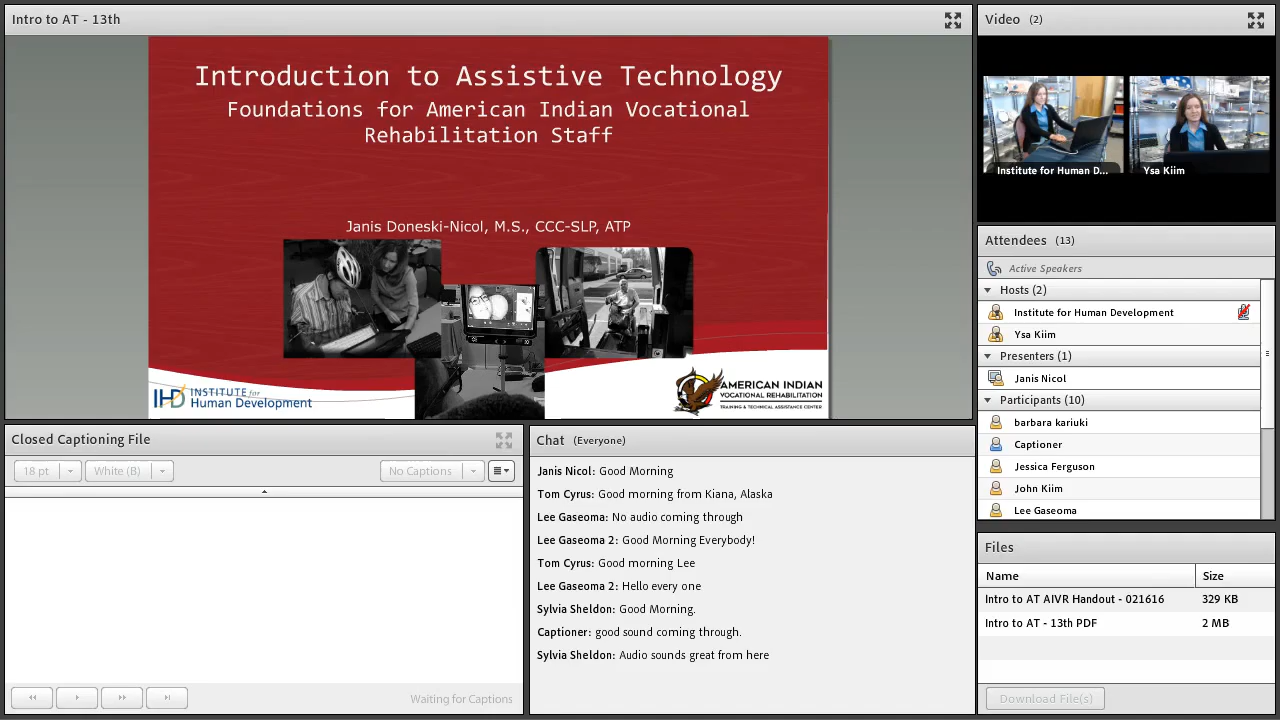 Intro to AT - 13th
Introduction to Assistive Technology
Foundations for American Indian Vocational
Rehabilitation Staff
Janis Doneski-Nicol, M.S., CCC-SLP, ATP
IHD INSTITUTE for
Human Development
AMERICAN INDIAN
VOCATIONAL REHABILITATION
TRAINING & TECHNICAL ASSISTANCE CENTER
Video (2)
Institute for Human D...
Ysa Kiim
Attendees (13)
Active Speakers
Hosts (2)
Institute for Human Development
Ysa Kiim
Presenters (1)
Janis Nicol
Participants (10)
barbara kariuki
Captioner
Jessica Ferguson
John Kiim
Lee Gaseoma
Closed Captioning File
18 pt
White (B)
No Captions
Waiting for Captions
Chat (Everyone)
Janis Nicol: Good Morning
Tom Cyrus: Good morning from Kiana, Alaska
Lee Gaseoma: No audio coming through
Lee Gaseoma 2: Good Morning Everybody!
Tom Cyrus: Good morning Lee
Lee Gaseoma 2: Hello every one
Sylvia Sheldon: Good Morning.
Captioner: good sound coming through.
Sylvia Sheldon: Audio sounds great from here
Files
Name Size
Intro to AT AIVR Handout - 021616 329 KB
Intro to AT - 13th PDF 2 MB
Download File(s)